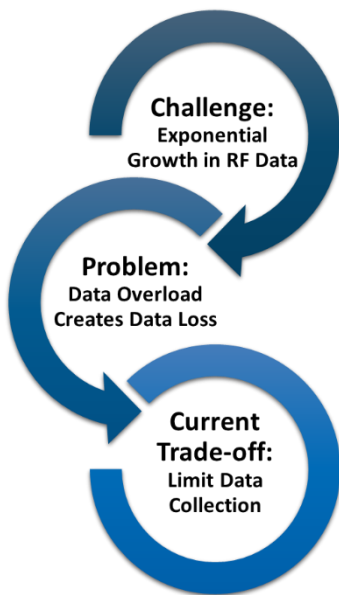 Challenge:
Exponential
Growth in RF Data
Problem:
Data Overload
Creates Data Loss
Current
Trade-off:
Limit Data
Collection